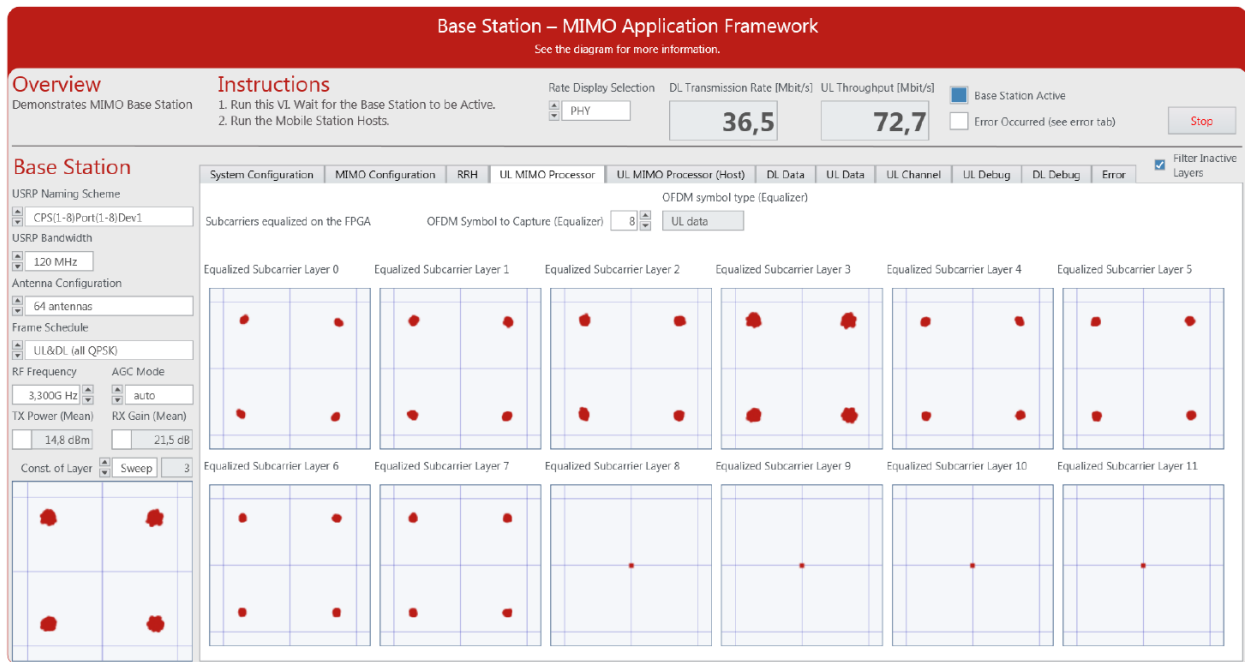 Base Station – MIMO Application Framework
See the diagram for more information.
Overview
Demonstrates MIMO Base Station
Instructions
1. Run this VI. Wait for the Base Station to be Active.
2. Run the Mobile Station Hosts.
Rate Display Selection
PHY
DL Transmission Rate [Mbit/s]
36,5
UL Throughput [Mbit/s]
72,7
Base Station Active
Error Occurred (see error tab)
Stop
Base Station
USRP Naming Scheme
CPS(1-8)Port(1-8)Dev1
USRP Bandwidth
120 MHz
Antenna Configuration
64 antennas
Frame Schedule
UL&DL (all QPSK)
RF Frequency AGC Mode
3,300G Hz auto
TX Power (Mean) RX Gain (Mean)
14,8 dBm 21,5 dB
Const. of Layer Sweep 3
System Configuration MIMO Configuration RRH UL MIMO Processor UL MIMO Processor (Host) DL Data UL Data UL Channel UL Debug DL Debug Error
Filter Inactive
Layers
OFDM symbol type (Equalizer)
Subcarriers equalized on the FPGA OFDM Symbol to Capture (Equalizer) 8 UL data
Equalized Subcarrier Layer 0 Equalized Subcarrier Layer 1 Equalized Subcarrier Layer 2 Equalized Subcarrier Layer 3 Equalized Subcarrier Layer 4 Equalized Subcarrier Layer 5
Equalized Subcarrier Layer 6 Equalized Subcarrier Layer 7 Equalized Subcarrier Layer 8 Equalized Subcarrier Layer 9 Equalized Subcarrier Layer 10 Equalized Subcarrier Layer 11